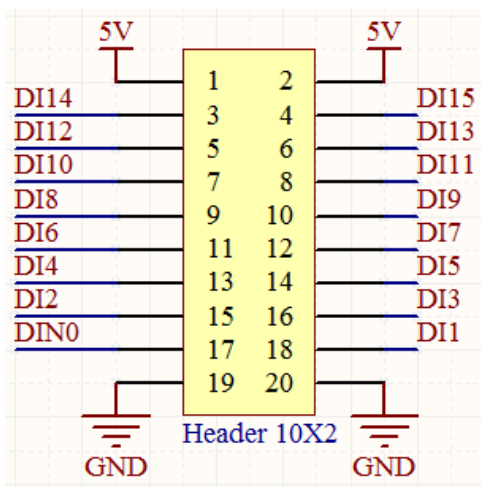 5V 5V
1 2
DI14 3 4 DI15
DI12 5 6 DI13
DI10 7 8 DI11
DI8 9 10 DI9
DI6 11 12 DI7
DI4 13 14 DI5
DI2 15 16 DI3
DIN0 17 18 DI1
19 20
Header 10X2
GND GND